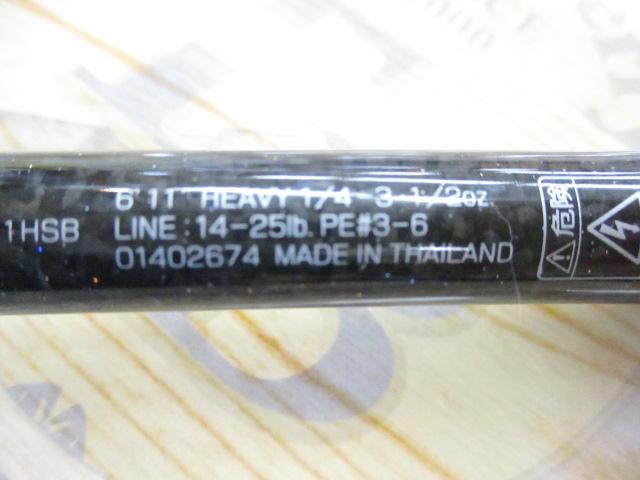 6'11" HEAVY 1/4-3・1/2oz.
1HSB LINE:14-25lb. PE#3-6
01402674 MADE IN THAILAND
危険